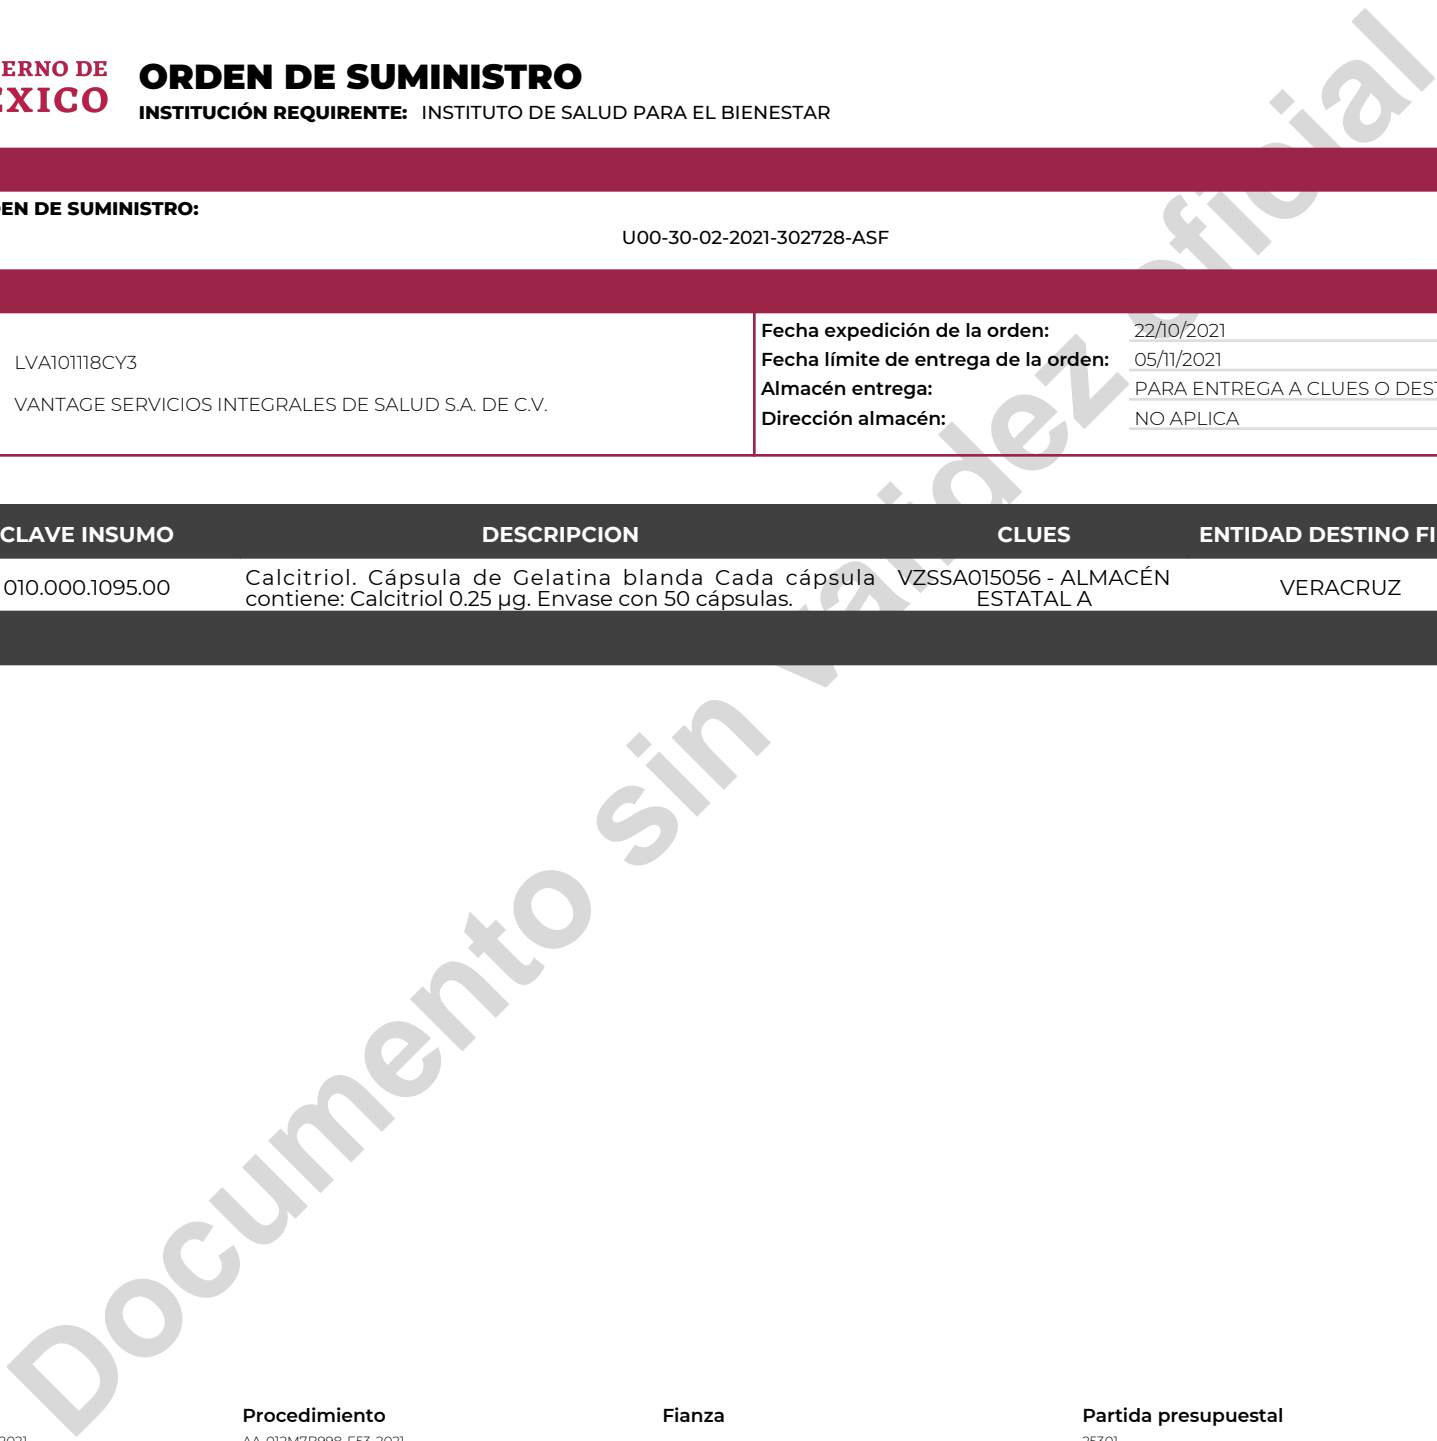 ERNO DE
XICO
ORDEN DE SUMINISTRO
INSTITUCIÓN REQUIRENTE: INSTITUTO DE SALUD PARA EL BIENESTAR
EN DE SUMINISTRO:
U00-30-02-2021-302728-ASF
LVA101118CY3
VANTAGE SERVICIOS INTEGRALES DE SALUD S.A. DE C.V.
Fecha expedición de la orden: 22/10/2021
Fecha límite de entrega de la orden: 05/11/2021
Almacén entrega: PARA ENTREGA A CLUES O DES
Dirección almacén: NO APLICA
CLAVE INSUMO DESCRIPCION CLUES ENTIDAD DESTINO FI
010.000.1095.00 Calcitriol. Cápsula de Gelatina blanda Cada cápsula contiene: Calcitriol 0.25 µg. Envase con 50 cápsulas. VZSSA015056 - ALMACÉN ESTATAL A VERACRUZ
Documento sin validez oficial
Procedimiento Fianza Partida presupuestal